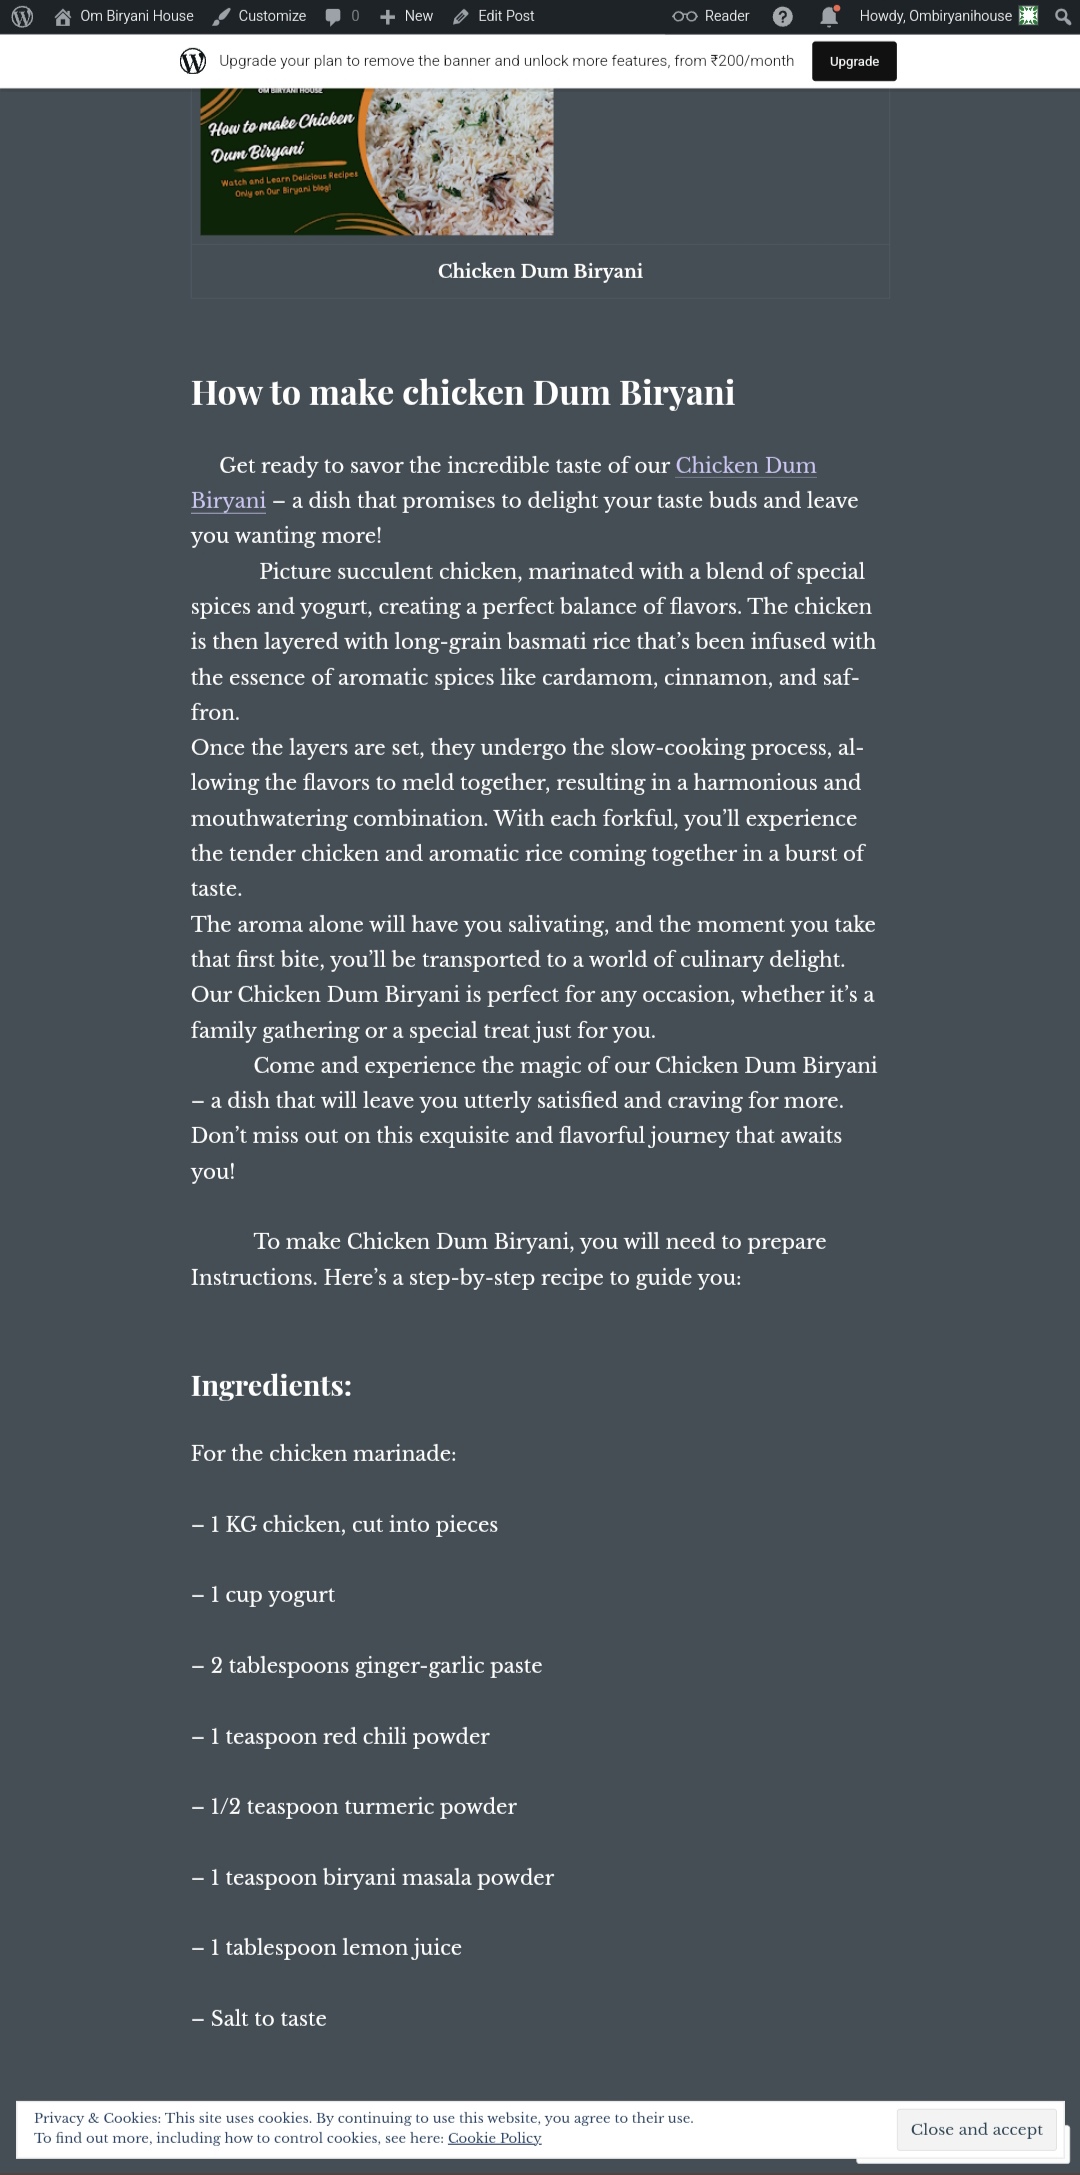 Om Biryani House Customize 0 New Edit Post Reader Howdy, Ombiryanihouse
Upgrade your plan to remove the banner and unlock more features, from ₹200/month Upgrade
OM BIRYANI HOUSE
How to make Chicken
Dum Biryani
Watch and Learn Delicious Recipes
Only on Our Biryani blog!
Chicken Dum Biryani
How to make chicken Dum Biryani
Get ready to savor the incredible taste of our Chicken Dum
Biryani – a dish that promises to delight your taste buds and leave
you wanting more!
Picture succulent chicken, marinated with a blend of special
spices and yogurt, creating a perfect balance of flavors. The chicken
is then layered with long-grain basmati rice that’s been infused with
the essence of aromatic spices like cardamom, cinnamon, and saf-
fron.
Once the layers are set, they undergo the slow-cooking process, al-
lowing the flavors to meld together, resulting in a harmonious and
mouthwatering combination. With each forkful, you’ll experience
the tender chicken and aromatic rice coming together in a burst of
taste.
The aroma alone will have you salivating, and the moment you take
that first bite, you’ll be transported to a world of culinary delight.
Our Chicken Dum Biryani is perfect for any occasion, whether it’s a
family gathering or a special treat just for you.
Come and experience the magic of our Chicken Dum Biryani
– a dish that will leave you utterly satisfied and craving for more.
Don’t miss out on this exquisite and flavorful journey that awaits
you!
To make Chicken Dum Biryani, you will need to prepare
Instructions. Here’s a step-by-step recipe to guide you:
Ingredients:
For the chicken marinade:
– 1 KG chicken, cut into pieces
– 1 cup yogurt
– 2 tablespoons ginger-garlic paste
– 1 teaspoon red chili powder
– 1/2 teaspoon turmeric powder
– 1 teaspoon biryani masala powder
– 1 tablespoon lemon juice
– Salt to taste
Privacy & Cookies: This site uses cookies. By continuing to use this website, you agree to their use.
To find out more, including how to control cookies, see here: Cookie Policy
Close and accept